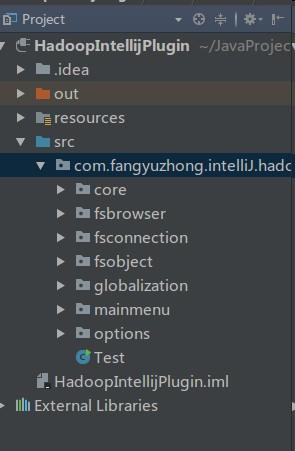 Project
HadoopIntellijPlugin ~/JavaProjec
.idea
out
resources
src
com.fangyuzhong.intelliJ.hadc
core
fsbrowser
fsconnection
fsobject
globalization
mainmenu
options
Test
HadoopIntellijPlugin.iml
External Libraries